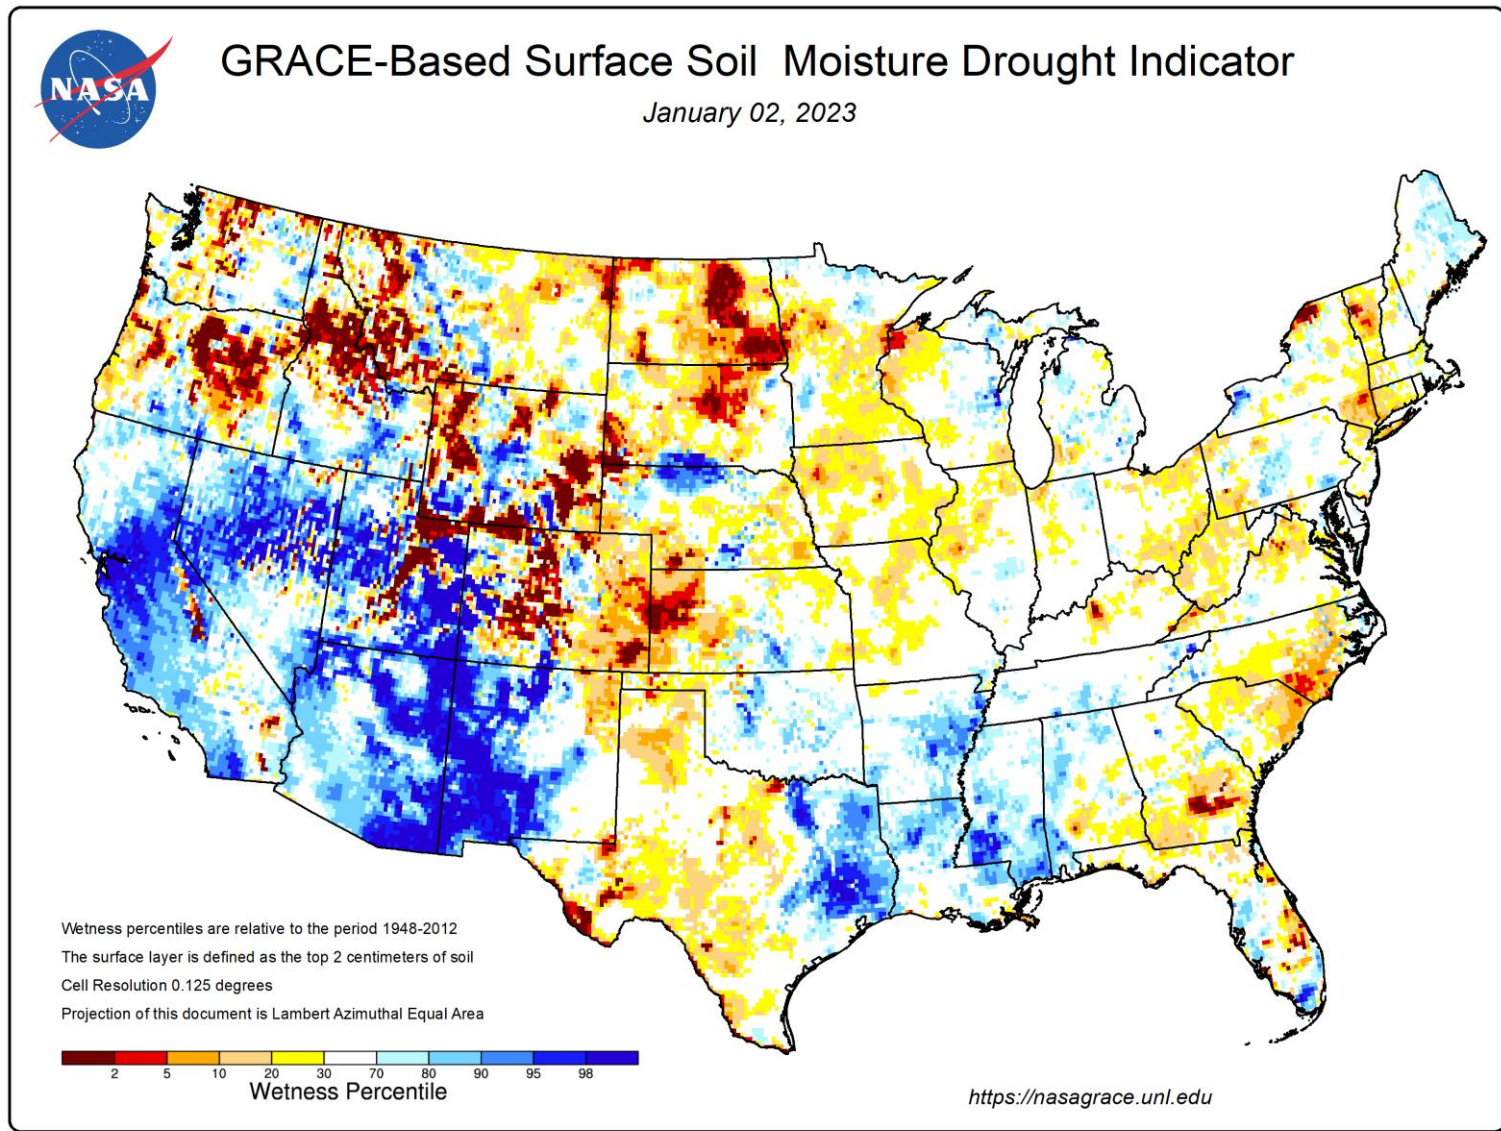 NASA
GRACE-Based Surface Soil  Moisture Drought Indicator
January 02, 2023
Wetness percentiles are relative to the period 1948-2012
The surface layer is defined as the top 2 centimeters of soil
Cell Resolution 0.125 degrees
Projection of this document is Lambert Azimuthal Equal Area
2 5 10 20 30 70 80 90 95 98
Wetness Percentile
https://nasagrace.unl.edu